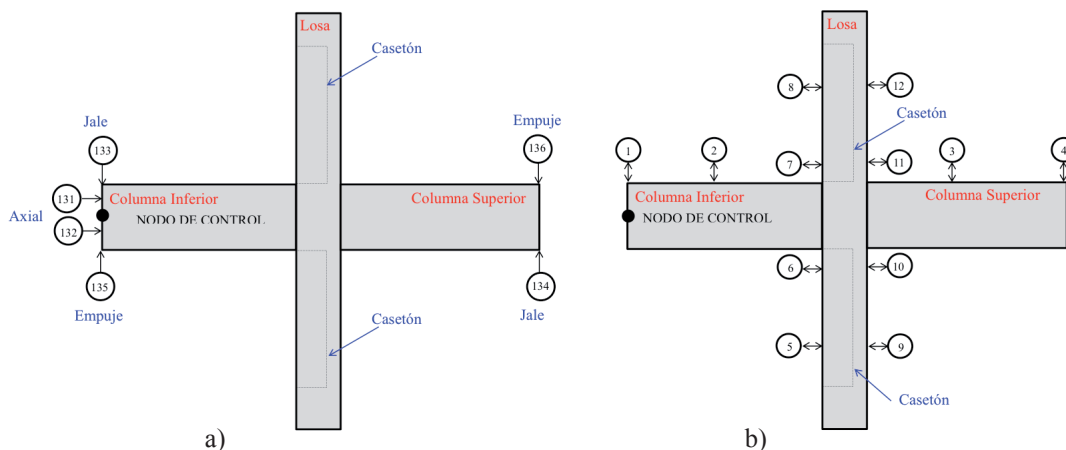 Losa
Casetón
Jale
133
Empuje
136
131
Columna Inferior
Columna Superior
Axial
NODO DE CONTROL
132
135
134
Empuje
Jale
Casetón
a)
Losa
8
12
Casetón
1
2
7
11
3
4
Columna Inferior
Columna Superior
NODO DE CONTROL
6
10
5
9
Casetón
b)